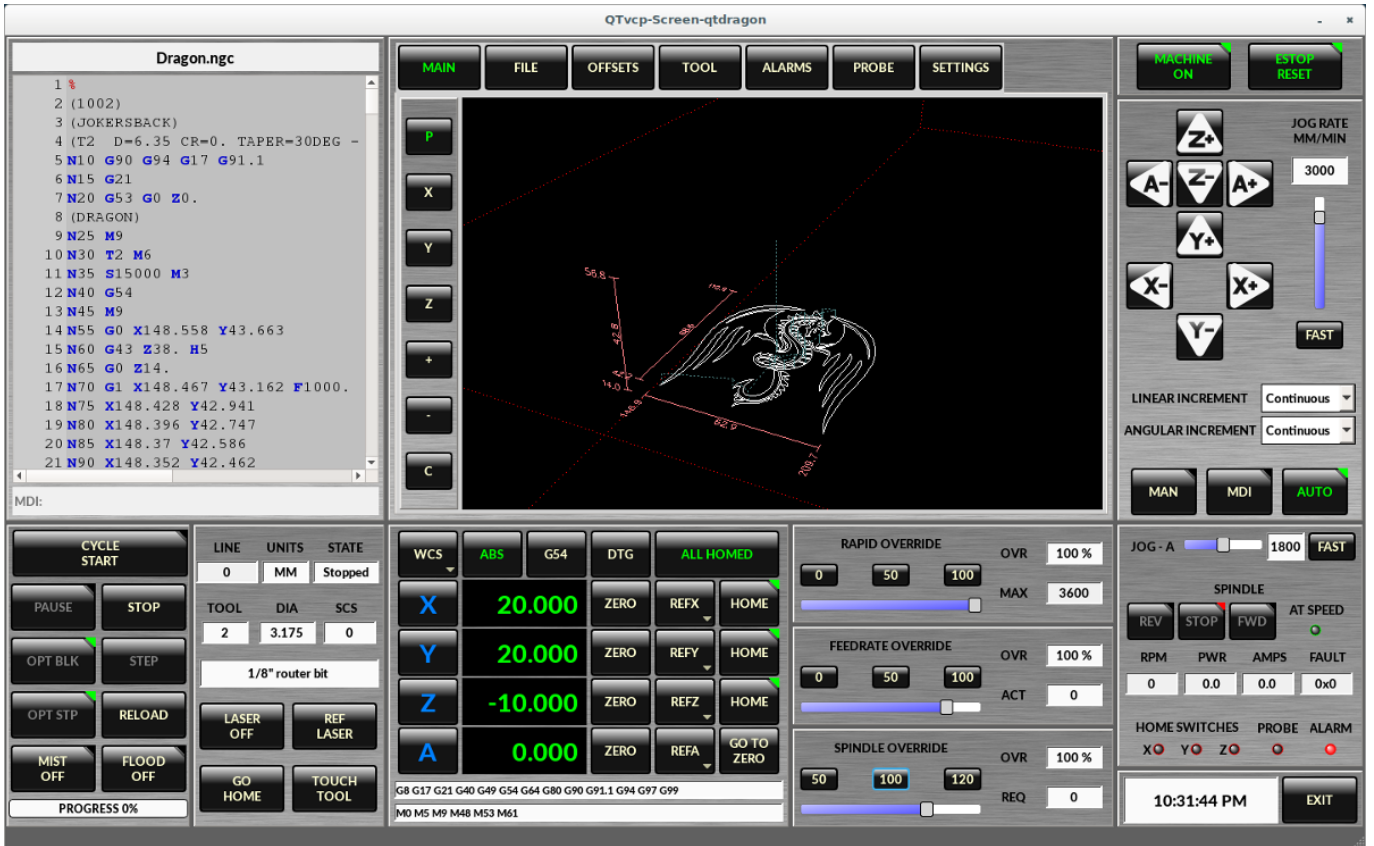 QTvcp-Screen-qtdragon
Dragon.ngc
1 %
2 (1002)
3 (JOKERSBACK)
4 (T2 D=6.35 CR=0. TAPER=30DEG -
5 N10 G90 G94 G17 G91.1
6 N15 G21
7 N20 G53 G0 Z0.
8 (DRAGON)
9 N25 M9
10 N30 T2 M6
11 N35 S15000 M3
12 N40 G54
13 N45 M9
14 N55 G0 X148.558 Y43.663
15 N60 G43 Z38. H5
16 N65 G0 Z14.
17 N70 G1 X148.467 Y43.162 F1000.
18 N75 X148.428 Y42.941
19 N80 X148.396 Y42.747
20 N85 X148.37 Y42.586
21 N90 X148.352 Y42.462
MDI:
MAIN FILE OFFSETS TOOL ALARMS PROBE SETTINGS
P
X
Y
Z
+
-
C
56.8
42.8
14.0
146.8
62.9
209.7
MACHINE
ON
ESTOP
RESET
JOG RATE
MM/MIN
3000
Z+
A- Z- A+
Y+
X- X+
Y-
FAST
LINEAR INCREMENT Continuous
ANGULAR INCREMENT Continuous
MAN MDI AUTO
CYCLE
START
PAUSE STOP
OPT BLK STEP
OPT STP RELOAD
MIST
OFF
FLOOD
OFF
PROGRESS 0%
LINE UNITS STATE
0 MM Stopped
TOOL DIA SCS
2 3.175 0
1/8" router bit
LASER
OFF
REF
LASER
GO
HOME
TOUCH
TOOL
WCS ABS G54 DTG ALL HOMED
X 20.000 ZERO REFX HOME
Y 20.000 ZERO REFY HOME
Z -10.000 ZERO REFZ HOME
A 0.000 ZERO REFA GO TO
ZERO
G8 G17 G21 G40 G49 G54 G64 G80 G90 G91.1 G94 G97 G99
M0 M5 M9 M48 M53 M61
RAPID OVERRIDE OVR 100 %
0 50 100
MAX 3600
FEEDRATE OVERRIDE OVR 100 %
0 50 100
ACT 0
SPINDLE OVERRIDE OVR 100 %
50 100 120
REQ 0
JOG - A 1800 FAST
SPINDLE
REV STOP FWD AT SPEED
RPM PWR AMPS FAULT
0 0.0 0.0 0x0
HOME SWITCHES PROBE ALARM
X Y Z
10:31:44 PM EXIT